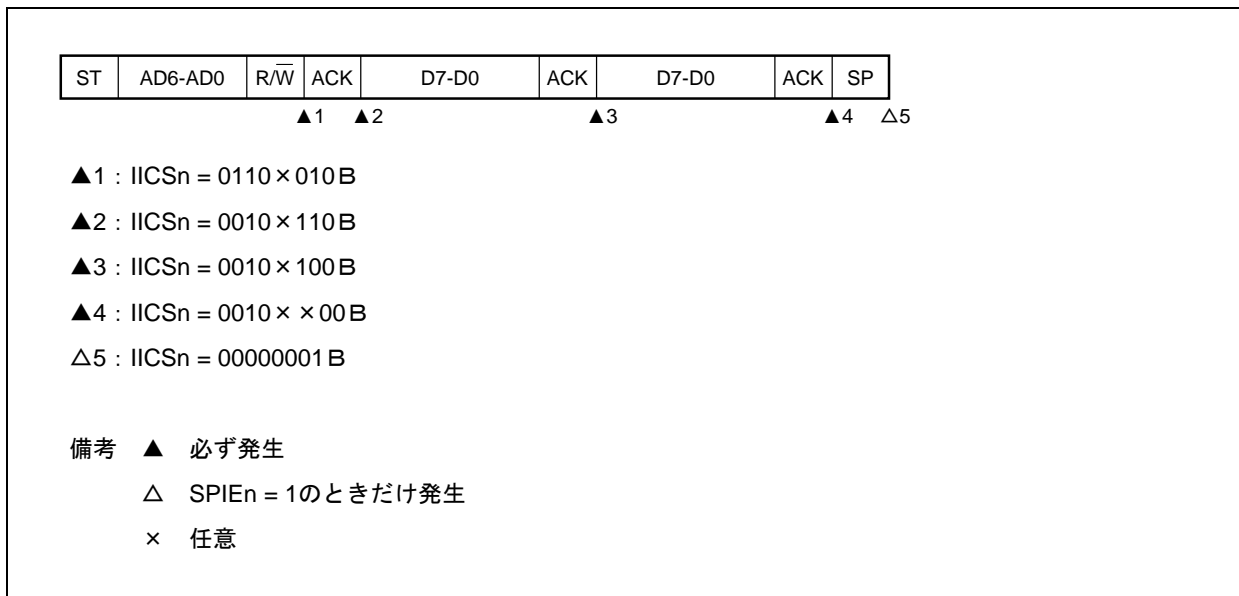 ST AD6-AD0 R/W̅ ACK D7-D0 ACK D7-D0 ACK SP
▲1 ▲2 ▲3 ▲4 △5
▲1：IICSn = 0110×010B
▲2：IICSn = 0010×110B
▲3：IICSn = 0010×100B
▲4：IICSn = 0010××00B
△5：IICSn = 00000001B
備考 ▲ 必ず発生
△ SPIEn = 1のときだけ発生
× 任意